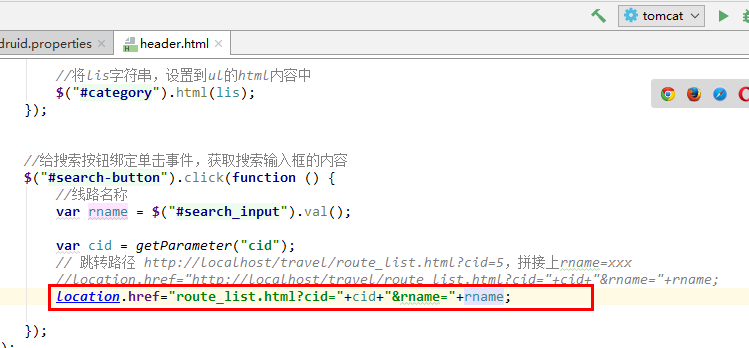 tomcat
druid.properties header.html
//将lis字符串，设置到ul的html内容中
$("#category").html(lis);
});
//给搜索按钮绑定单击事件，获取搜索输入框的内容
$("#search-button").click(function () {
//线路名称
var rname = $("#search_input").val();
var cid = getParameter("cid");
// 跳转路径 http://localhost/travel/route_list.html?cid=5，拼接上rname=xxx
//location.href="http://localhost/travel/route_list.html?cid="+cid+"&rname="+rname;
location.href="route_list.html?cid="+cid+"&rname="+rname;
});
);